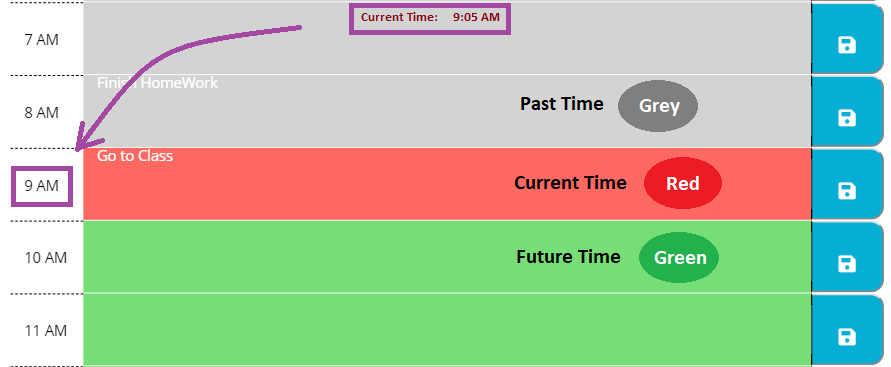 Current Time: 9:05 AM
7 AM
Finish HomeWork
8 AM
Past Time Grey
Go to Class
9 AM
Current Time Red
10 AM
Future Time Green
11 AM